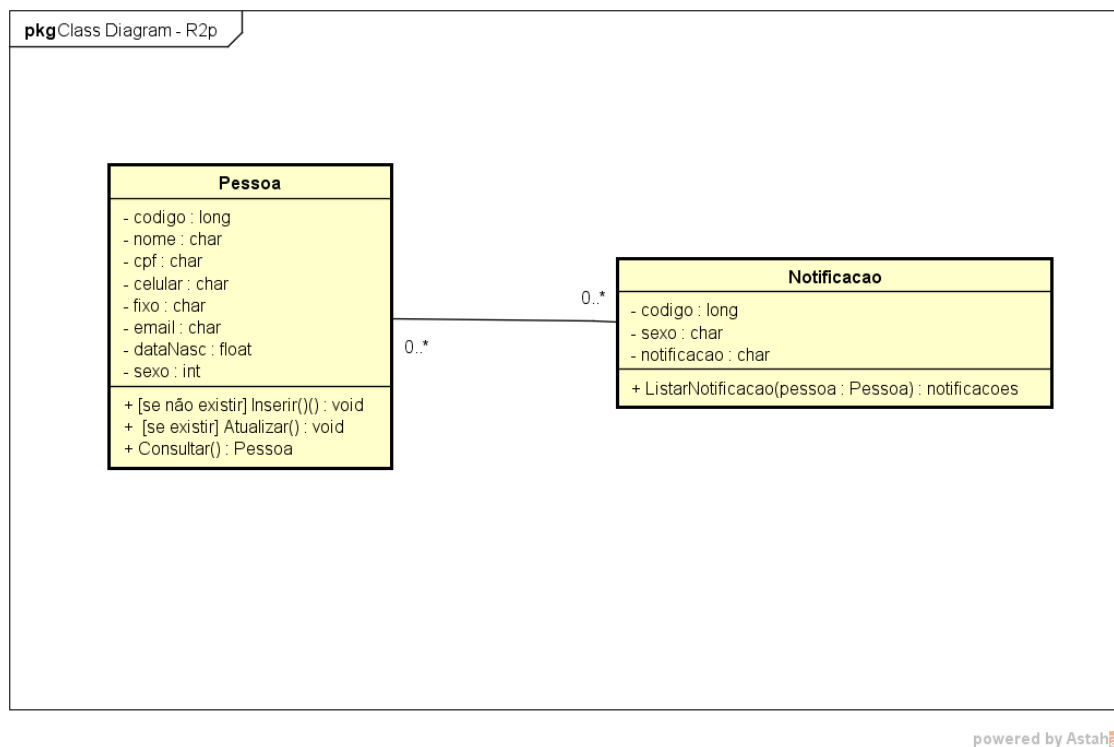 pkg Class Diagram - R2p
Pessoa
- codigo : long
- nome : char
- cpf : char
- celular : char
- fixo : char
- email : char
- dataNasc : float
- sexo : int
+ [se não existir] Inserir()() : void
+ [se existir] Atualizar() : void
+ Consultar() : Pessoa
0..*
0..*
Notificacao
- codigo : long
- sexo : char
- notificacao : char
+ ListarNotificacao(pessoa : Pessoa) : notificacoes
powered by Astah